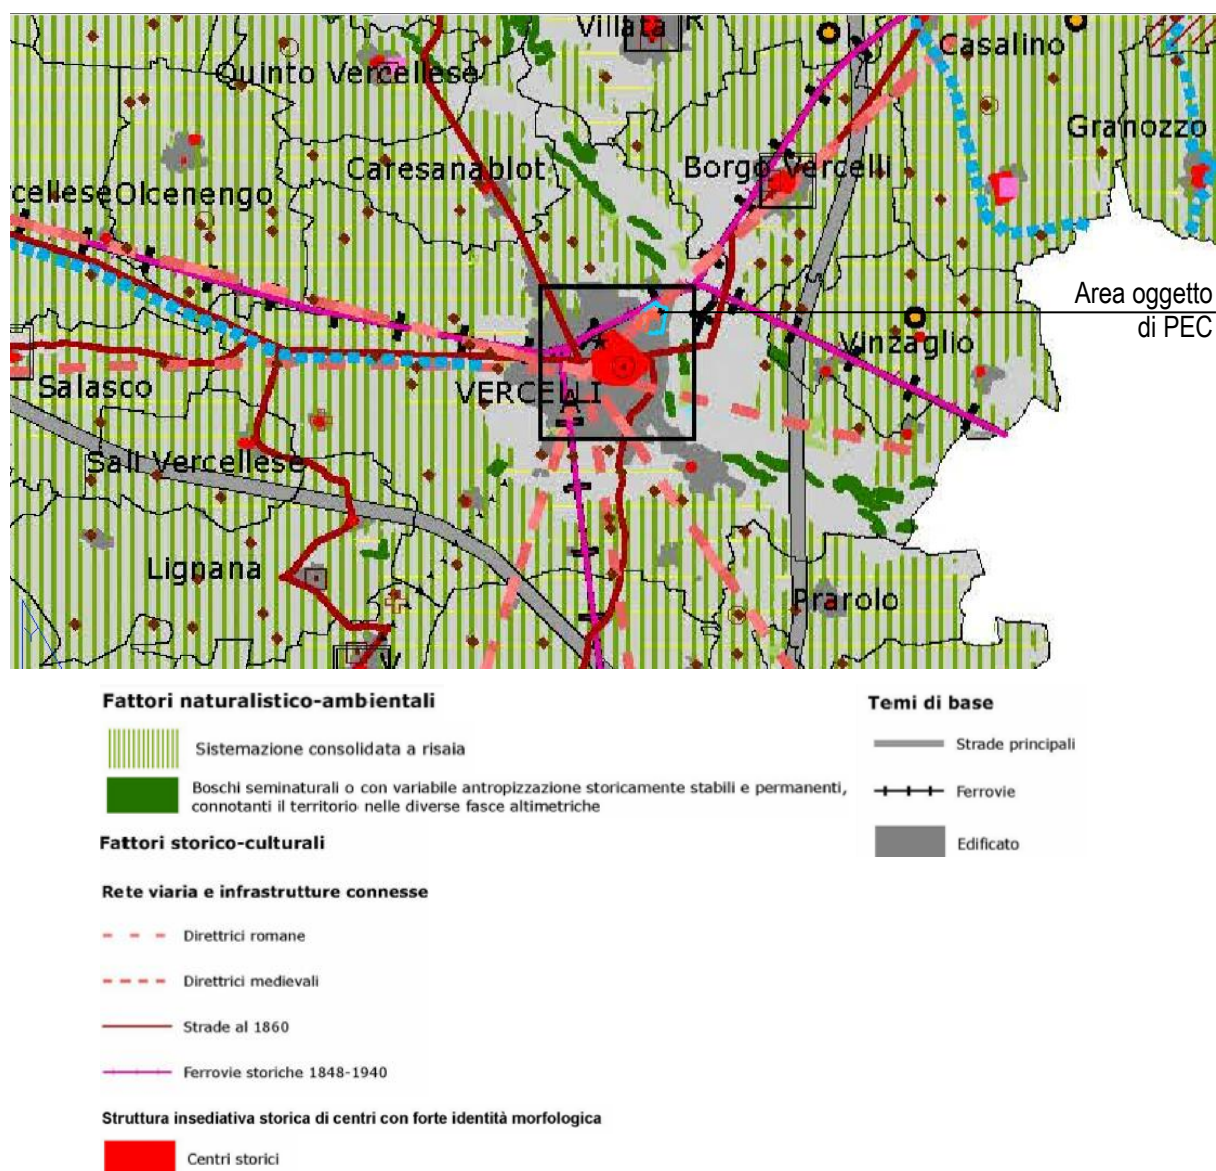 Villata
R
Casalino
Quinto Vercellese
Granozzo
Caresanablot
Borgo Vercelli
rcellese
Olcenengo
Area oggetto
di PEC
Vinzaglio
Salasco
VERCELLI
A
Sali Vercellese
Lignana
Prarolo
V
Fattori naturalistico-ambientali
Sistemazione consolidata a risaia
Boschi seminaturali o con variabile antropizzazione storicamente stabili e permanenti,
connotanti il territorio nelle diverse fasce altimetriche
Fattori storico-culturali
Rete viaria e infrastrutture connesse
Direttrici romane
Direttrici medievali
Strade al 1860
Ferrovie storiche 1848-1940
Struttura insediativa storica di centri con forte identità morfologica
Centri storici
Temi di base
Strade principali
Ferrovie
Edificato